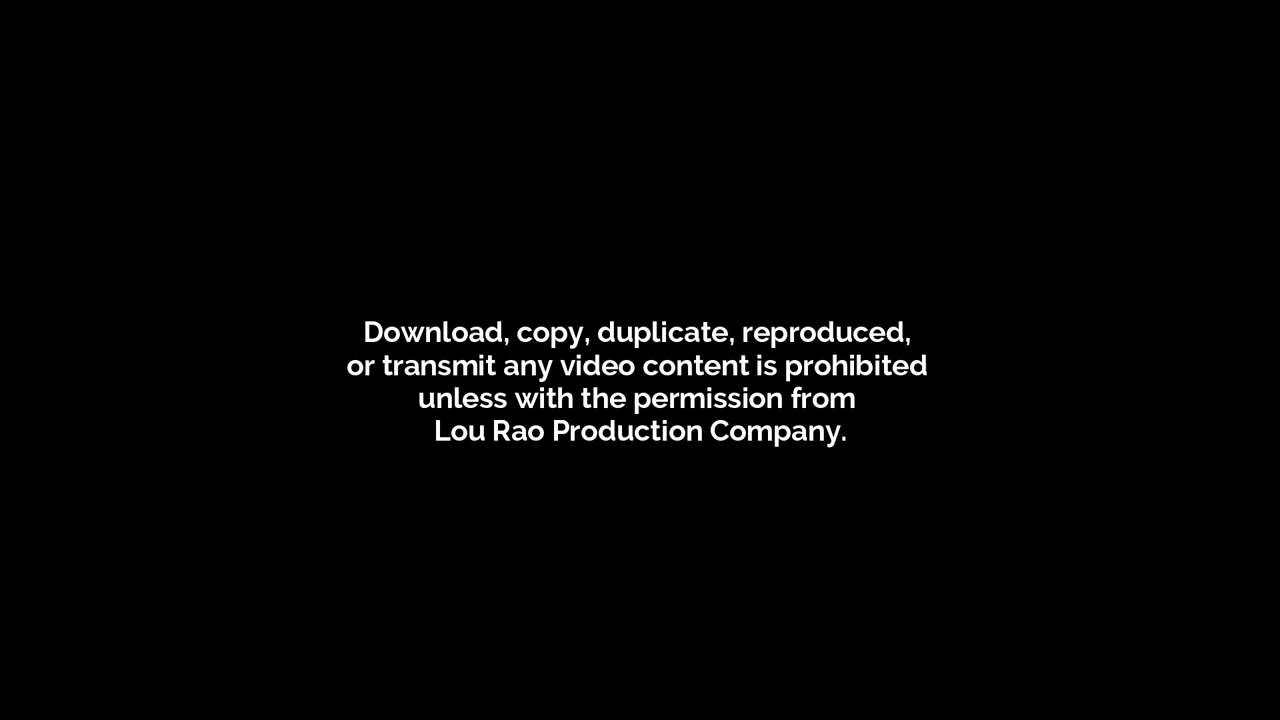 Download, copy, duplicate, reproduced,
or transmit any video content is prohibited
unless with the permission from
Lou Rao Production Company.